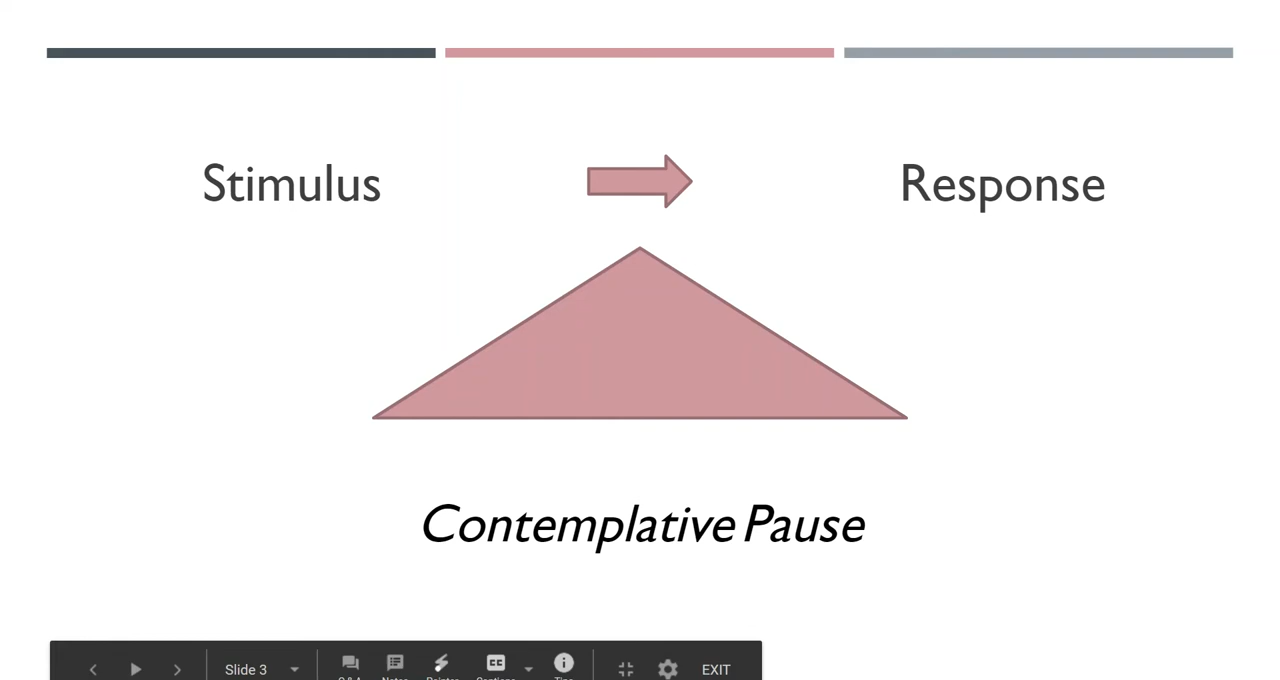 Stimulus
Response
Contemplative Pause
Slide 3
EXIT